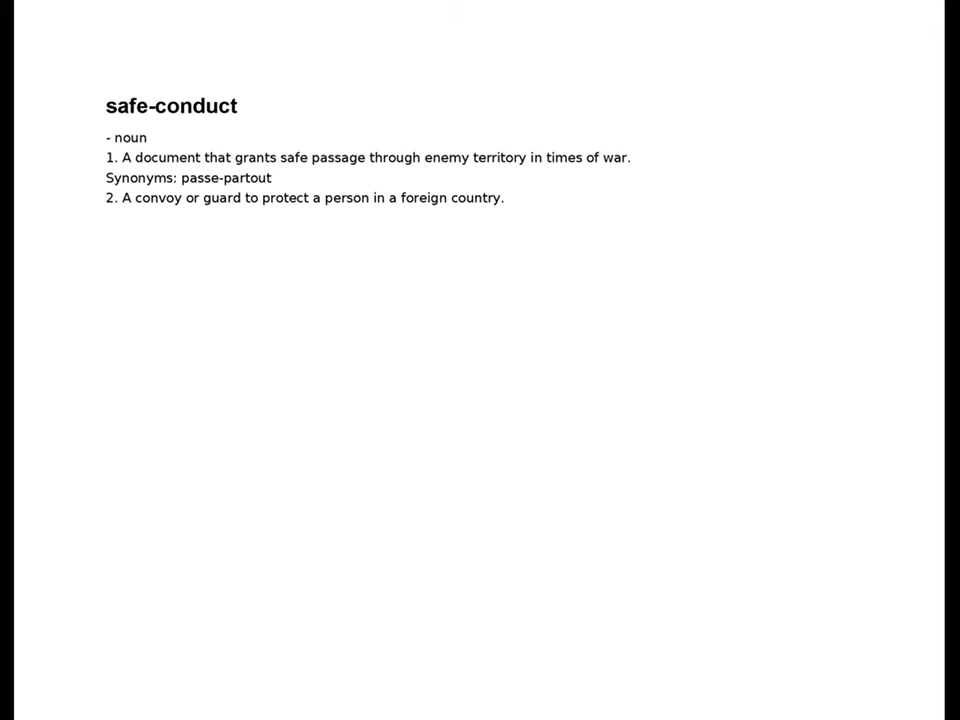 safe-conduct
- noun
1. A document that grants safe passage through enemy territory in times of war.
Synonyms: passe-partout
2. A convoy or guard to protect a person in a foreign country.